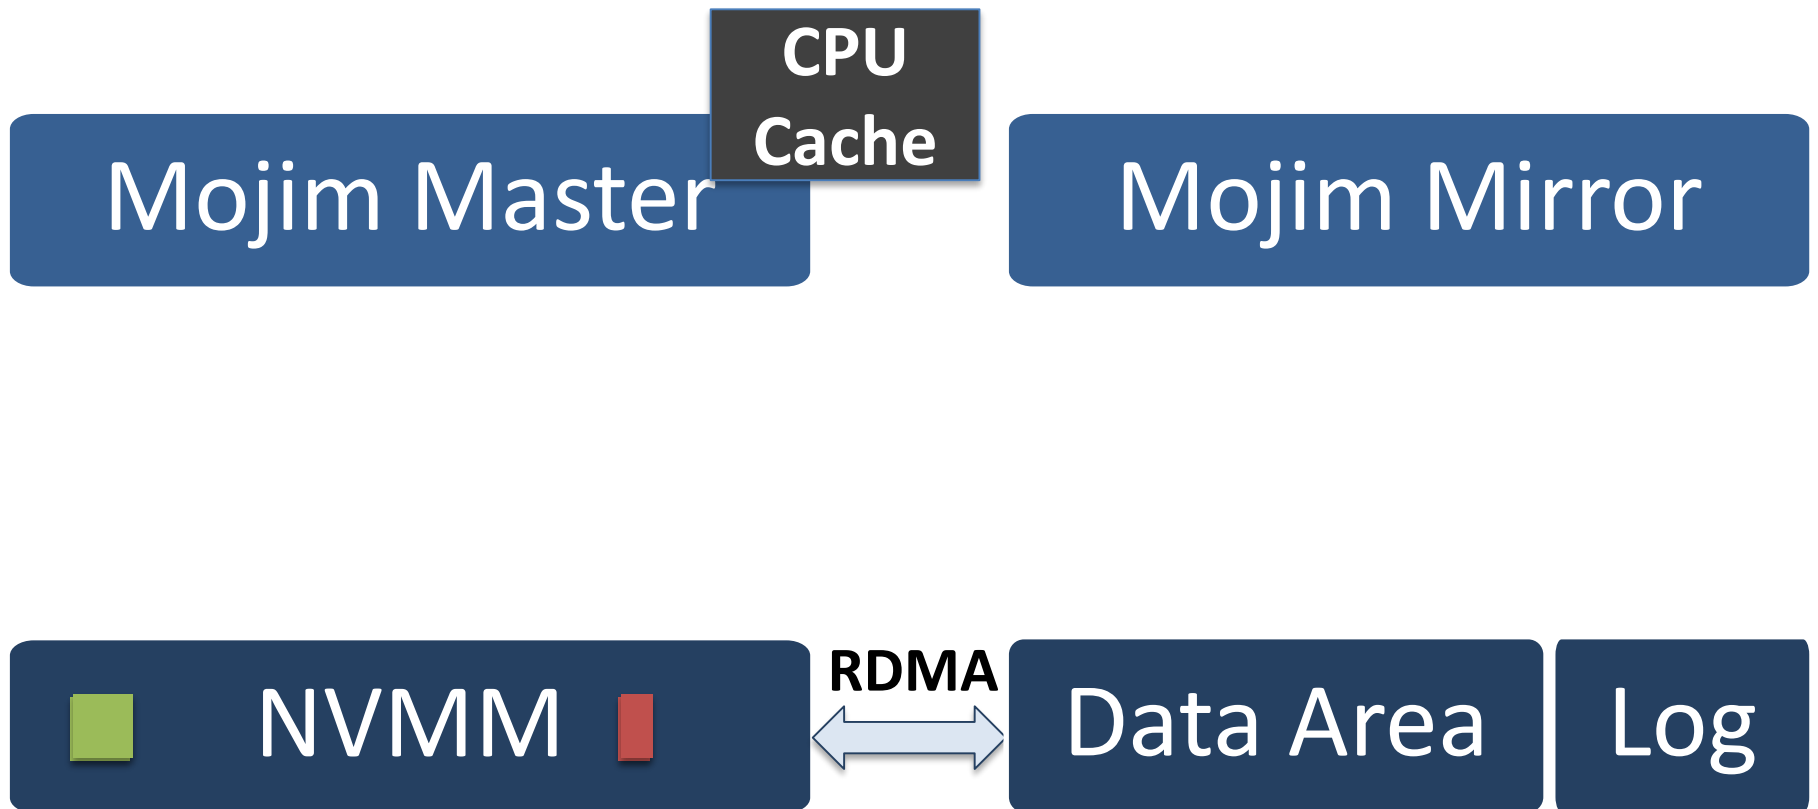 CPU
Cache
Mojim Master
Mojim Mirror
RDMA
NVMM
Data Area
Log